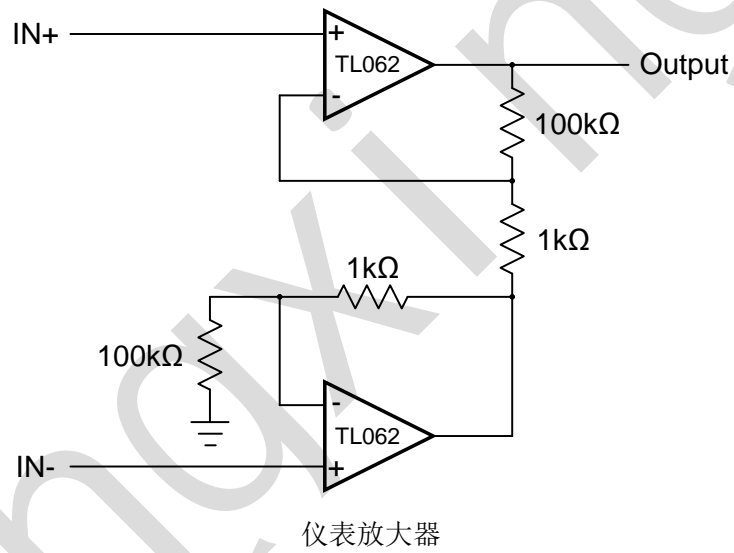 IN+
+
TL062
-
Output
100kΩ
1kΩ
1kΩ
100kΩ
-
TL062
+
IN-
仪表放大器